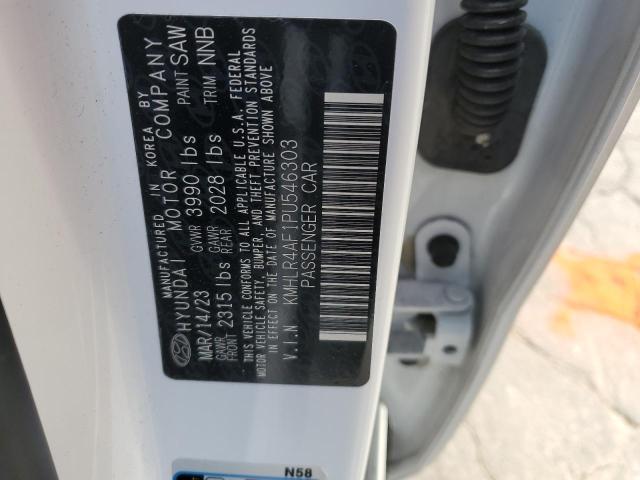 MANUFACTURED IN KOREA BY
HYUNDAI MOTOR COMPANY
MAR/14/23 GVWR 3990 lbs PAINT SAW
GAWR FRONT 2315 lbs GAWR REAR 2028 lbs TRIM NNB
THIS VEHICLE CONFORMS TO ALL APPLICABLE U.S.A. FEDERAL
MOTOR VEHICLE SAFETY, BUMPER, AND THEFT PREVENTION STANDARDS
IN EFFECT ON THE DATE OF MANUFACTURE SHOWN ABOVE
V.I.N KMHLR4AF1PU546303
PASSENGER CAR
N58